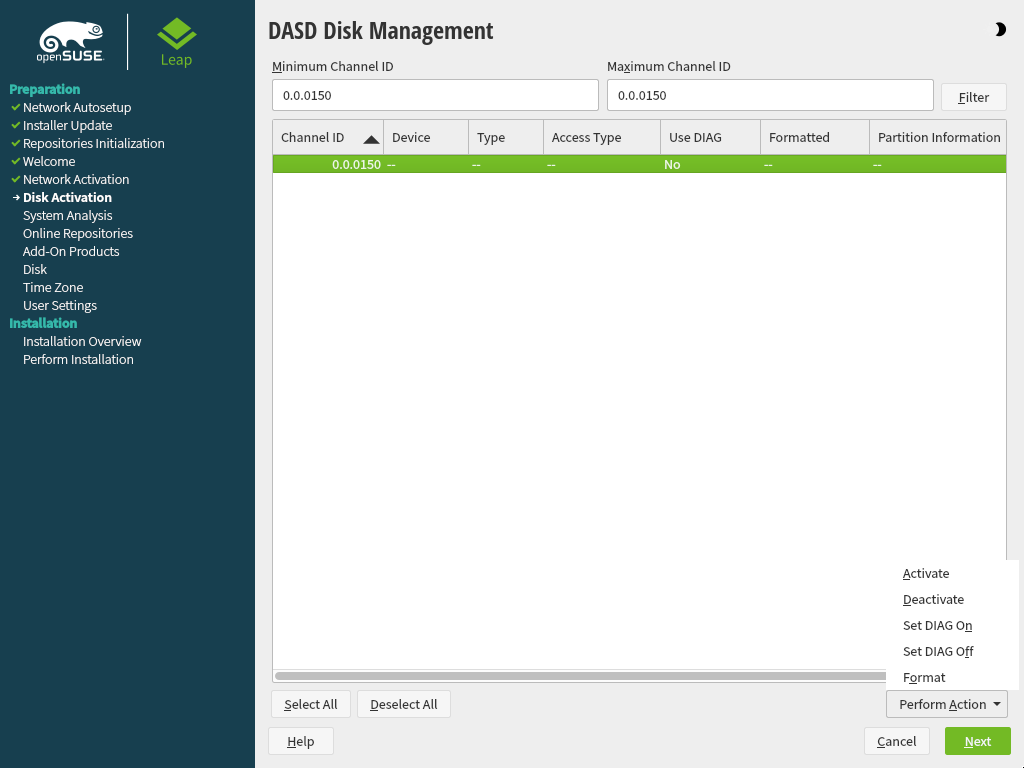 openSUSE
Leap
Preparation
Network Autosetup
Installer Update
Repositories Initialization
Welcome
Network Activation
Disk Activation
System Analysis
Online Repositories
Add-On Products
Disk
Time Zone
User Settings
Installation
Installation Overview
Perform Installation
DASD Disk Management
Minimum Channel ID Maximum Channel ID
0.0.0150 0.0.0150 Filter
Channel ID Device Type Access Type Use DIAG Formatted Partition Information
0.0.0150 -- -- -- No -- --
Activate
Deactivate
Set DIAG On
Set DIAG Off
Format
Select All Deselect All Perform Action
Help Cancel Next